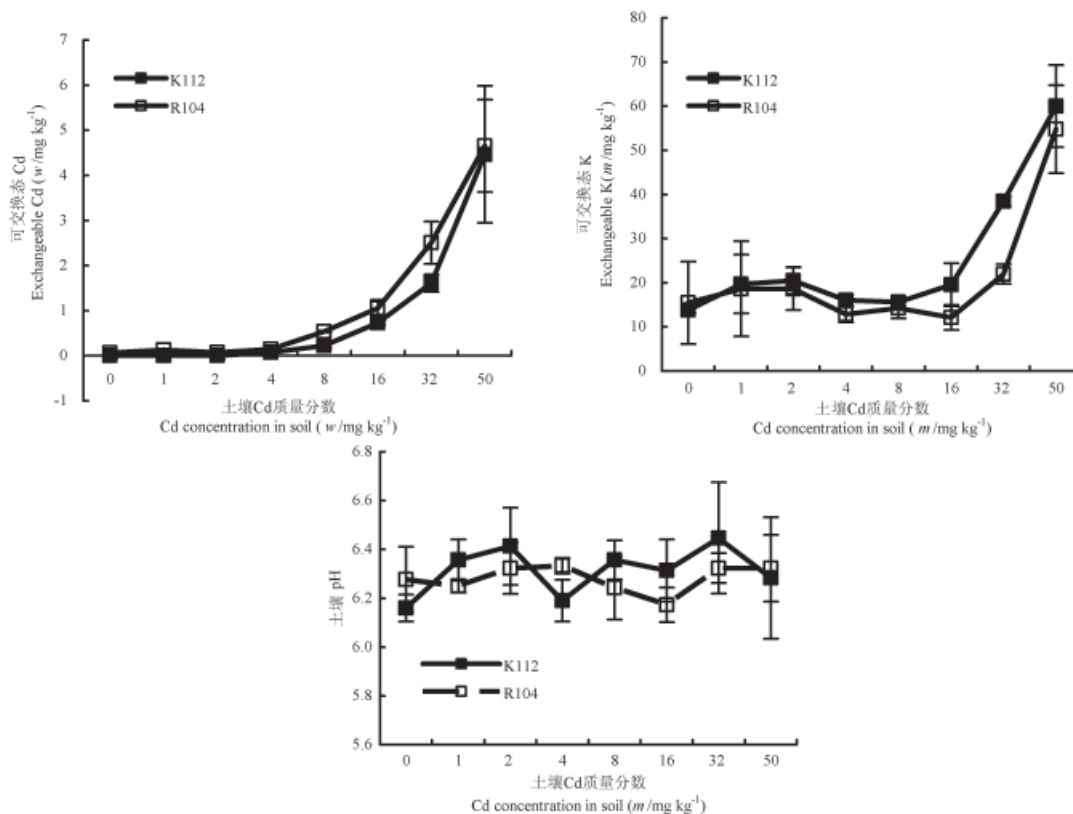 可交换态 Cd
Exchangeable Cd (w/mg kg⁻¹)
7
6
5
4
3
2
1
0
-1
K112
R104
0 1 2 4 8 16 32 50
土壤Cd质量分数
Cd concentration in soil ( w/mg kg⁻¹)
可交换态 K
Exchangeable K( m/mg kg⁻¹)
80
70
60
50
40
30
20
10
0
K112
R104
0 1 2 4 8 16 32 50
土壤Cd质量分数
Cd concentration in soil ( m/mg kg⁻¹)
土壤 pH
6.8
6.6
6.4
6.2
6.0
5.8
5.6
K112
R104
0 1 2 4 8 16 32 50
土壤Cd质量分数
Cd concentration in soil (m/mg kg⁻¹)